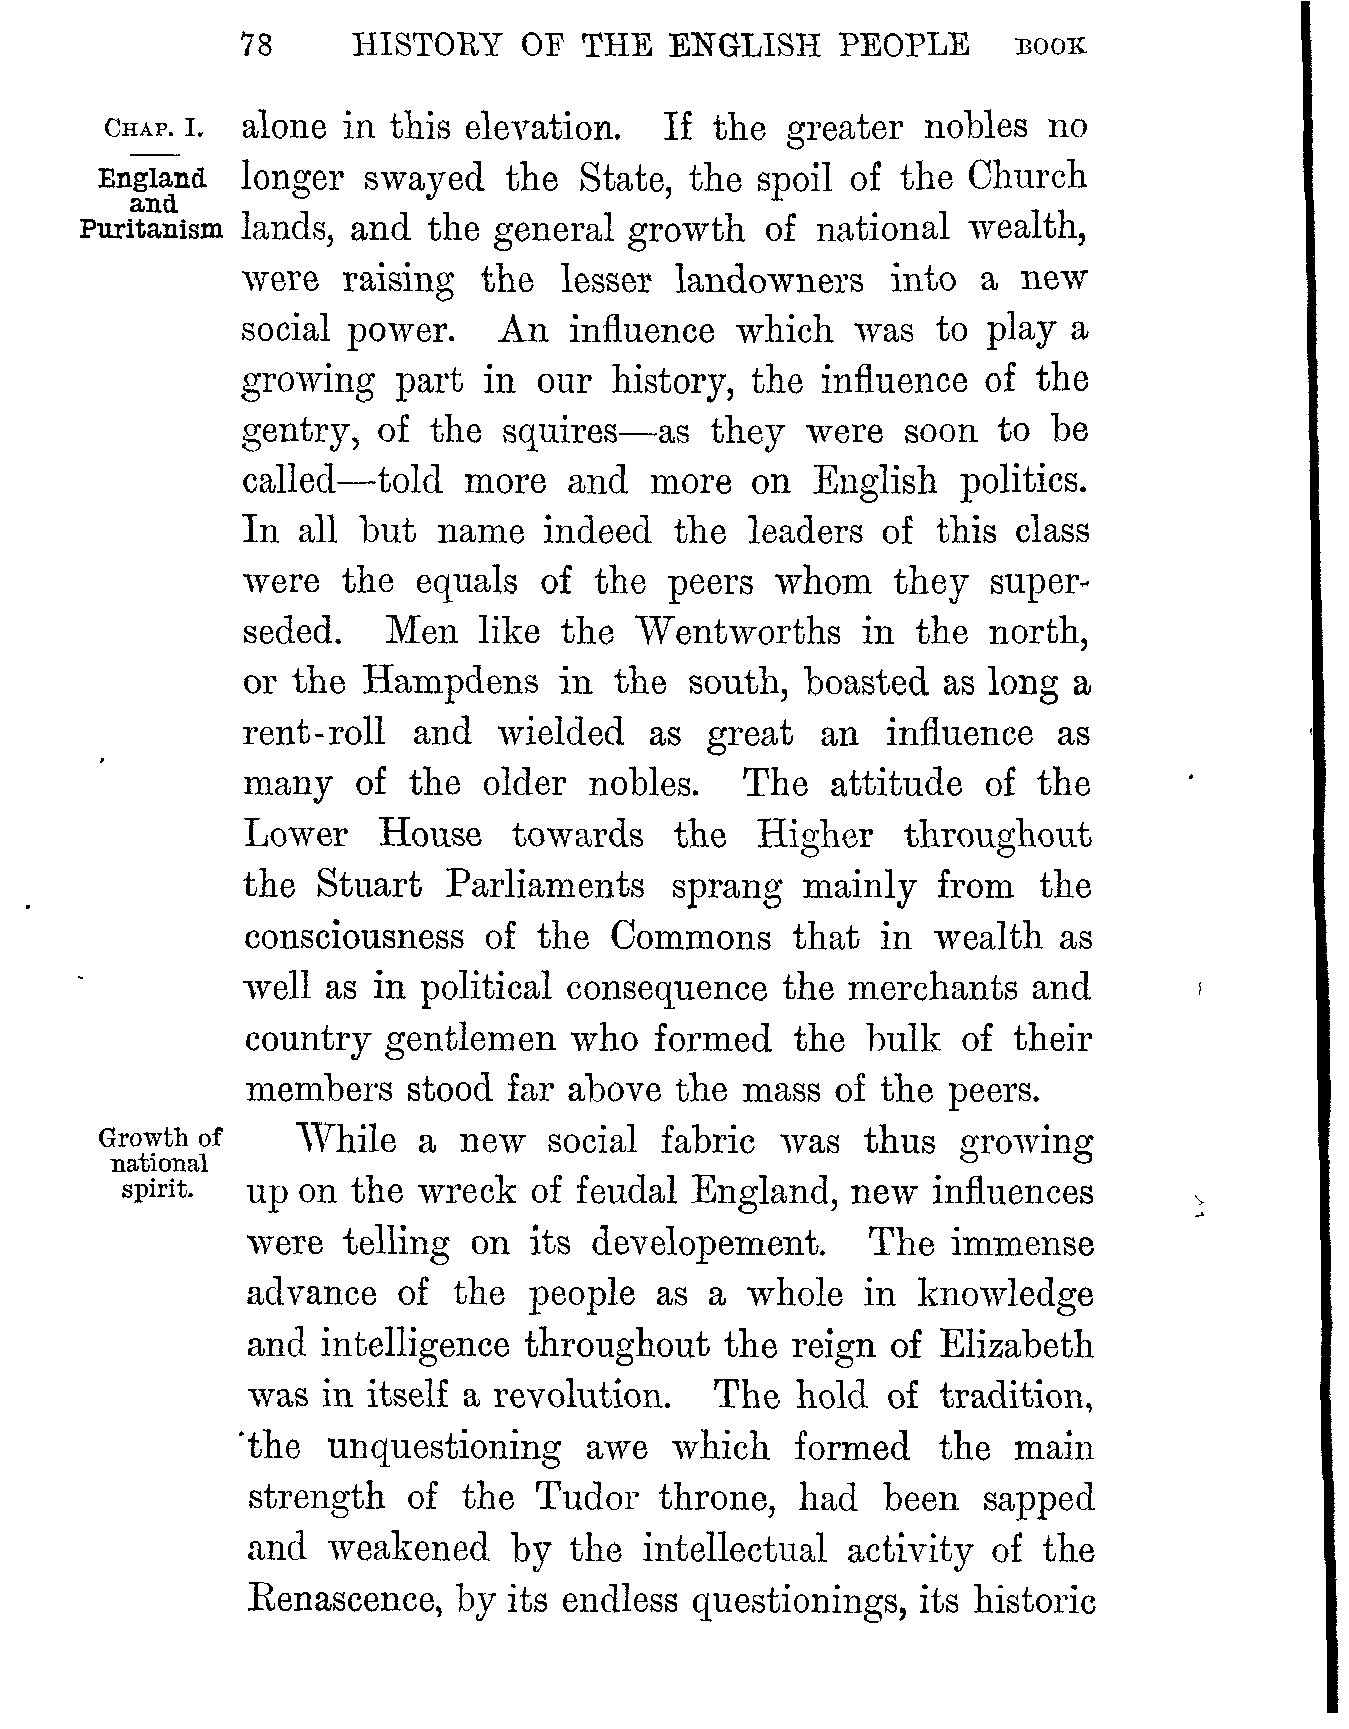 78 HISTORY OF THE ENGLISH PEOPLE BOOK
CHAP. I.
England
and
Puritanism
alone in this elevation. If the greater nobles no
longer swayed the State, the spoil of the Church
lands, and the general growth of national wealth,
were raising the lesser landowners into a new
social power. An influence which was to play a
growing part in our history, the influence of the
gentry, of the squires—as they were soon to be
called—told more and more on English politics.
In all but name indeed the leaders of this class
were the equals of the peers whom they super-
seded. Men like the Wentworths in the north,
or the Hampdens in the south, boasted as long a
rent-roll and wielded as great an influence as
many of the older nobles. The attitude of the
Lower House towards the Higher throughout
the Stuart Parliaments sprang mainly from the
consciousness of the Commons that in wealth as
well as in political consequence the merchants and
country gentlemen who formed the bulk of their
members stood far above the mass of the peers.
Growth of
national
spirit.
While a new social fabric was thus growing
up on the wreck of feudal England, new influences
were telling on its developement. The immense
advance of the people as a whole in knowledge
and intelligence throughout the reign of Elizabeth
was in itself a revolution. The hold of tradition,
the unquestioning awe which formed the main
strength of the Tudor throne, had been sapped
and weakened by the intellectual activity of the
Renascence, by its endless questionings, its historic